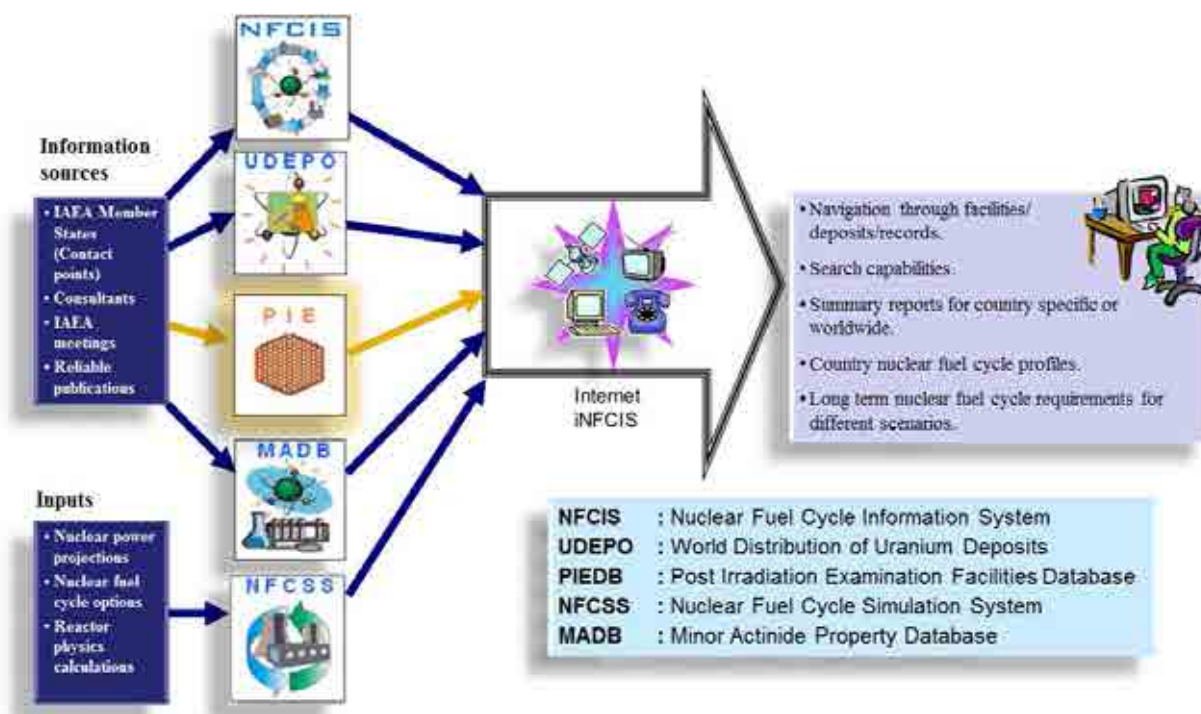 NFCIS
Information
sources
• IAEA Member
States
(Contact
points)
• Consultants
• IAEA
meetings
• Reliable
publications
UDEPO
PIE
MADB
Inputs
• Nuclear power
projections
• Nuclear fuel
cycle options
• Reactor
physics
calculations
NFCSS
Internet
iNFCIS
• Navigation through facilities/
deposits/records.
• Search capabilities
• Summary reports for country specific or
worldwide.
• Country nuclear fuel cycle profiles.
• Long term nuclear fuel cycle requirements for
different scenarios.
NFCIS : Nuclear Fuel Cycle Information System
UDEPO : World Distribution of Uranium Deposits
PIEDB : Post Irradiation Examination Facilities Database
NFCSS : Nuclear Fuel Cycle Simulation System
MADB : Minor Actinide Property Database